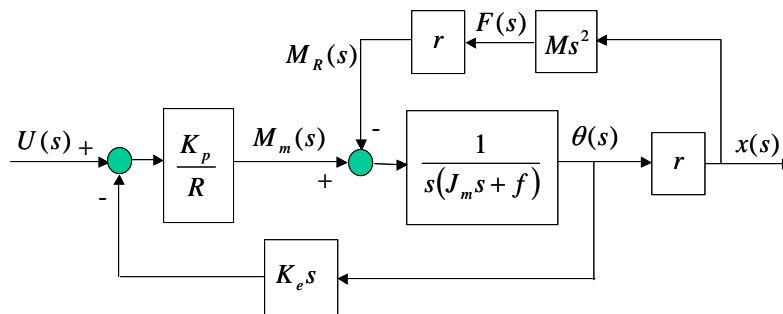 r
F(s)
Ms²
M_R(s)
U(s) +
K_p
R
M_m(s)
-
+
1
s(J_m s + f)
θ(s)
r
x(s)
-
K_e s